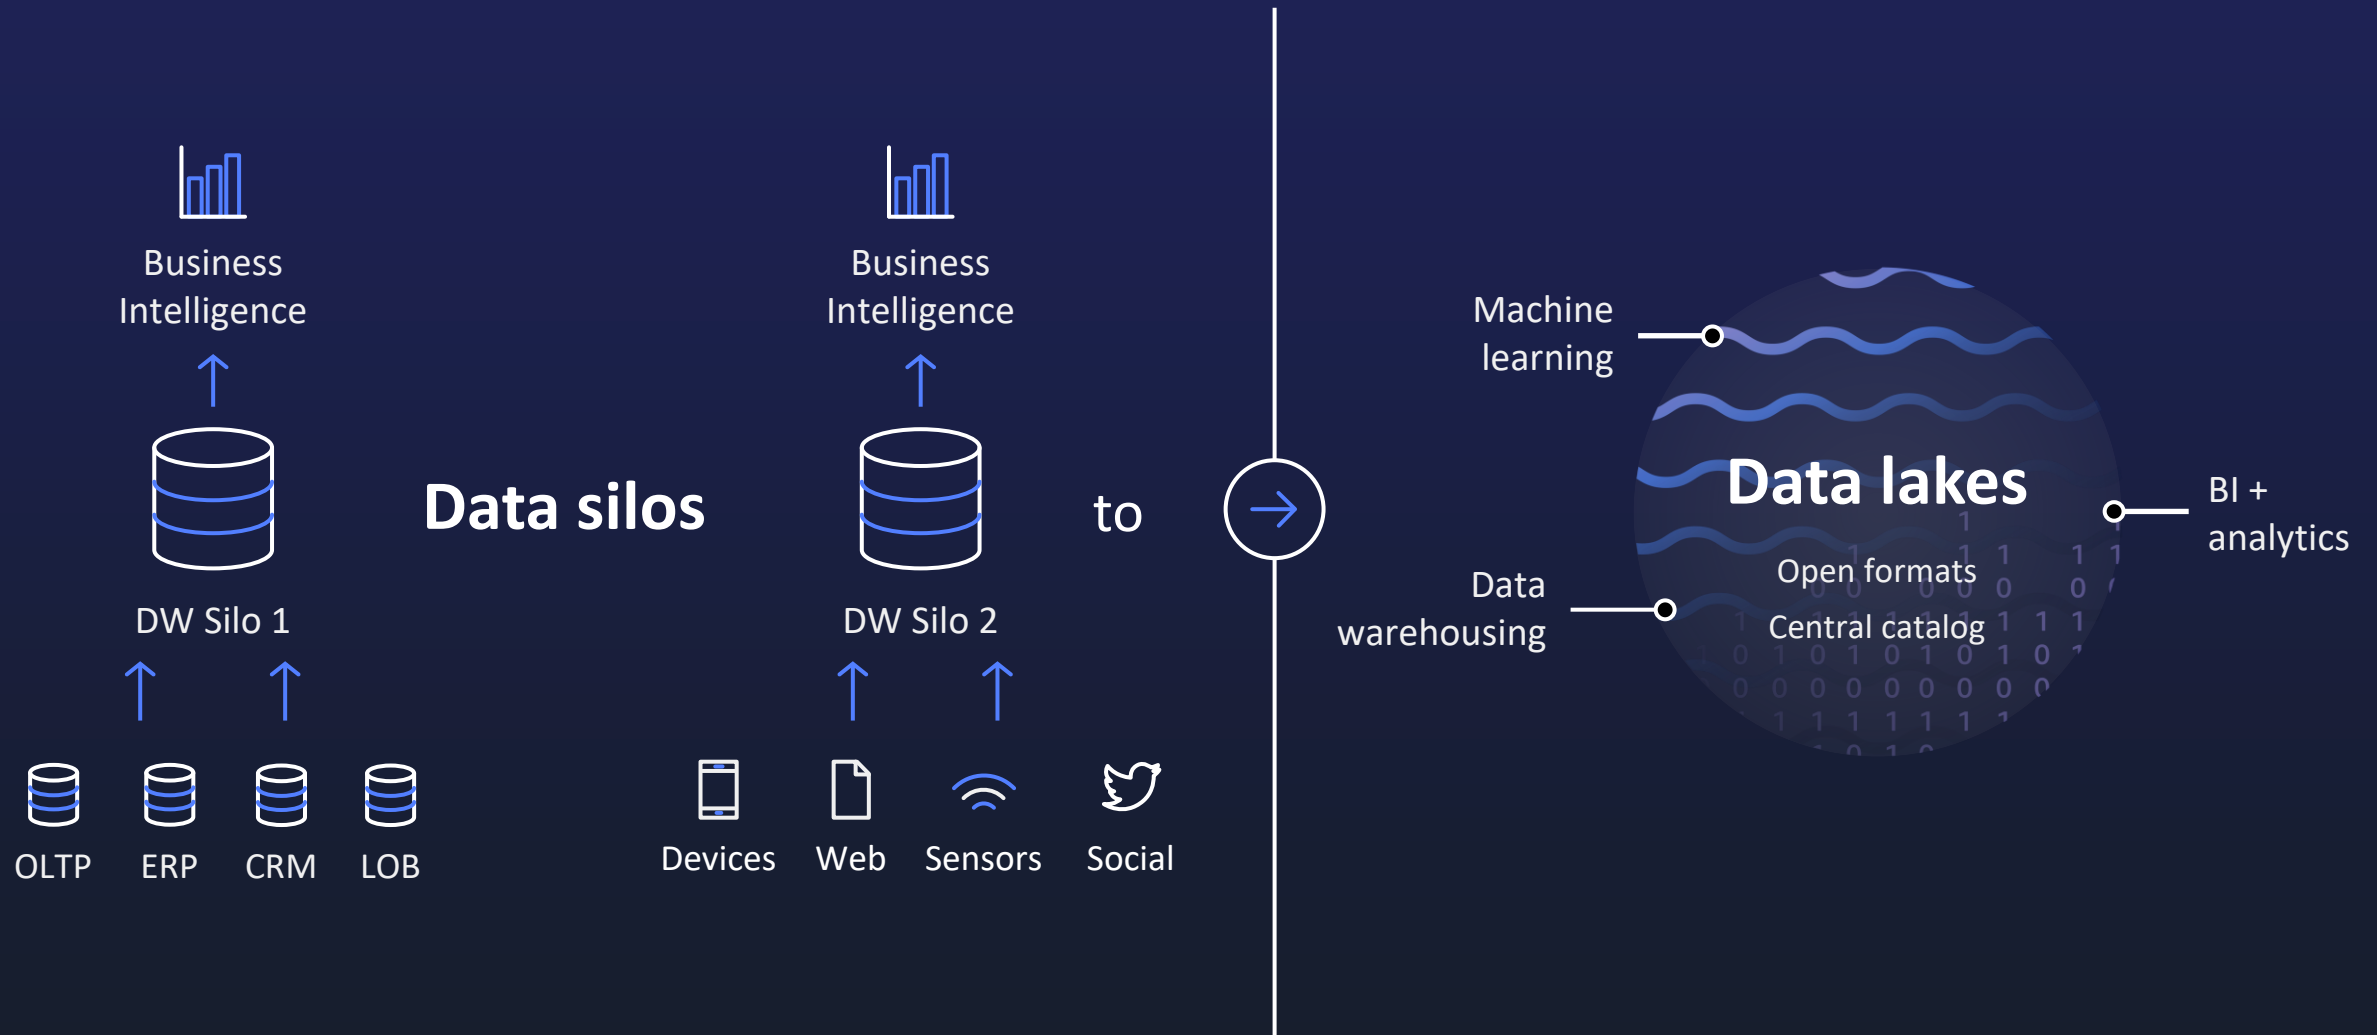 Business
Intelligence
DW Silo 1
OLTP
ERP
CRM
LOB
Data silos
Business
Intelligence
DW Silo 2
Devices
Web
Sensors
Social
to
Machine
learning
Data
warehousing
Data lakes
Open formats
Central catalog
BI +
analytics